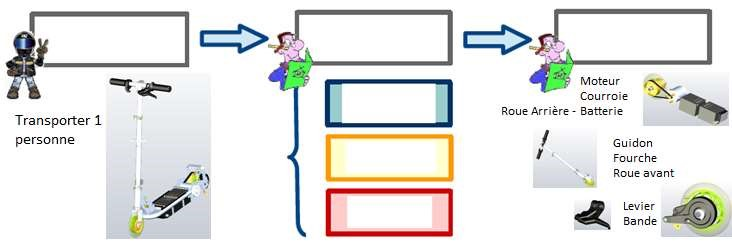 Transporter 1
personne
Moteur
Courroie
Roue Arrière - Batterie
Guidon
Fourche
Roue avant
Levier
Bande